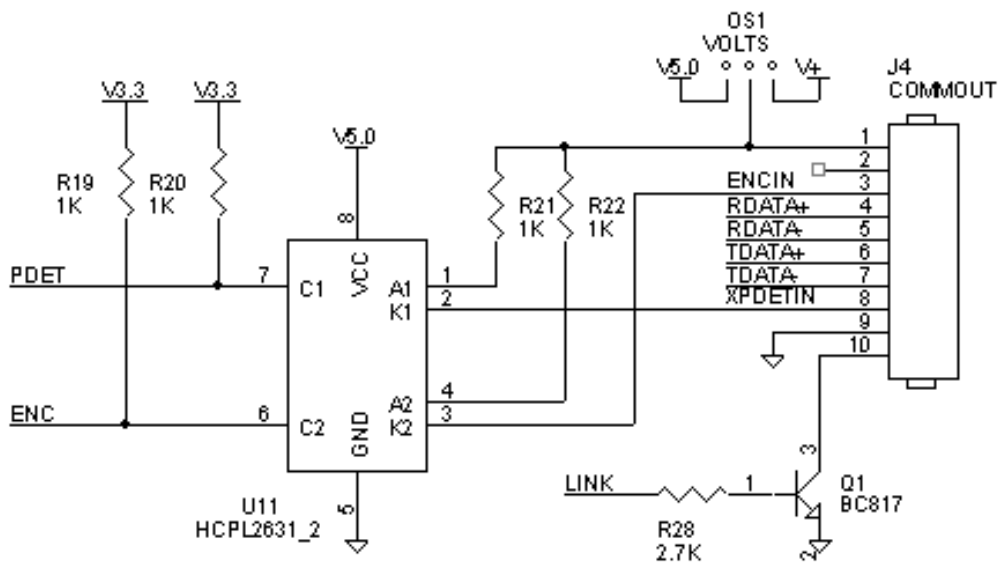 OS1
VOLTS
V5.0
V+
J4
COMMOUT
V3.3
V3.3
V5.0
R19
1K
R20
1K
R21
1K
R22
1K
8
VCC
PDET
7
C1
A1
1
K1
2
ENC
6
C2
A2
4
K2
3
GND
5
U11
HCPL2631_2
ENCIN
RDATA+
RDATA-
TDATA+
TDATA-
XPDETIN
1
2
3
4
5
6
7
8
9
10
LINK
R28
2.7K
1
3
2
Q1
BC817